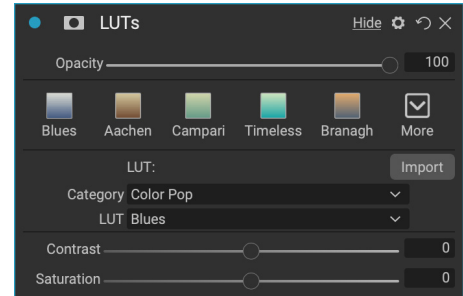 LUTs Hide
Opacity 100
Blues Aachen Campari Timeless Branagh More
LUT: Import
Category Color Pop
LUT Blues
Contrast 0
Saturation 0